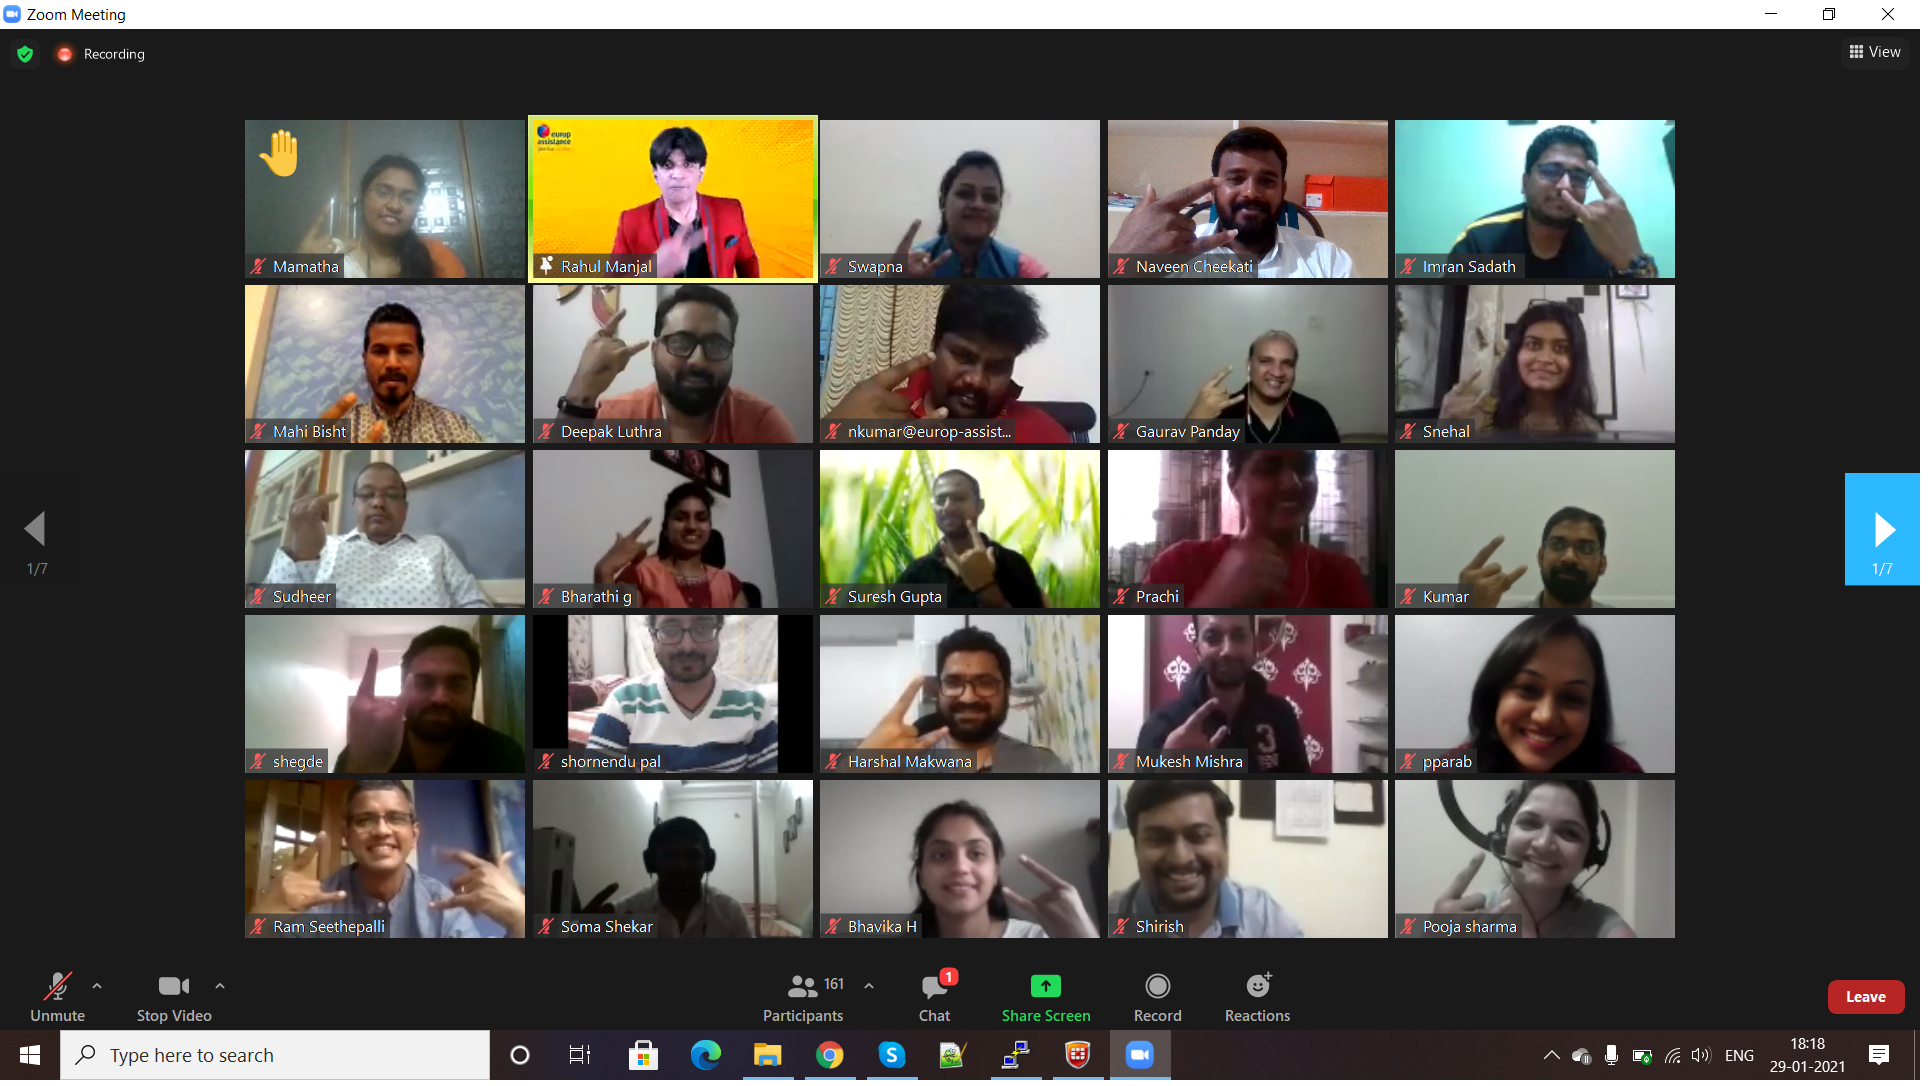 Zoom Meeting
Recording
View
europ
assistance
Mamatha
Rahul Manjal
Swapna
Naveen Cheekati
Imran Sadath
Mahi Bisht
Deepak Luthra
nkumar@europ-assist...
Gaurav Panday
Snehal
1/7
1/7
Sudheer
Bharathi g
Suresh Gupta
Prachi
Kumar
shegde
shornendu pal
Harshal Makwana
3
Mukesh Mishra
pparab
Ram Seethepalli
Soma Shekar
Bhavika H
Shirish
Pooja sharma
161
1
Unmute
Stop Video
Participants
Chat
Share Screen
Record
Reactions
Leave
Type here to search
S
ENG
18:18
29-01-2021